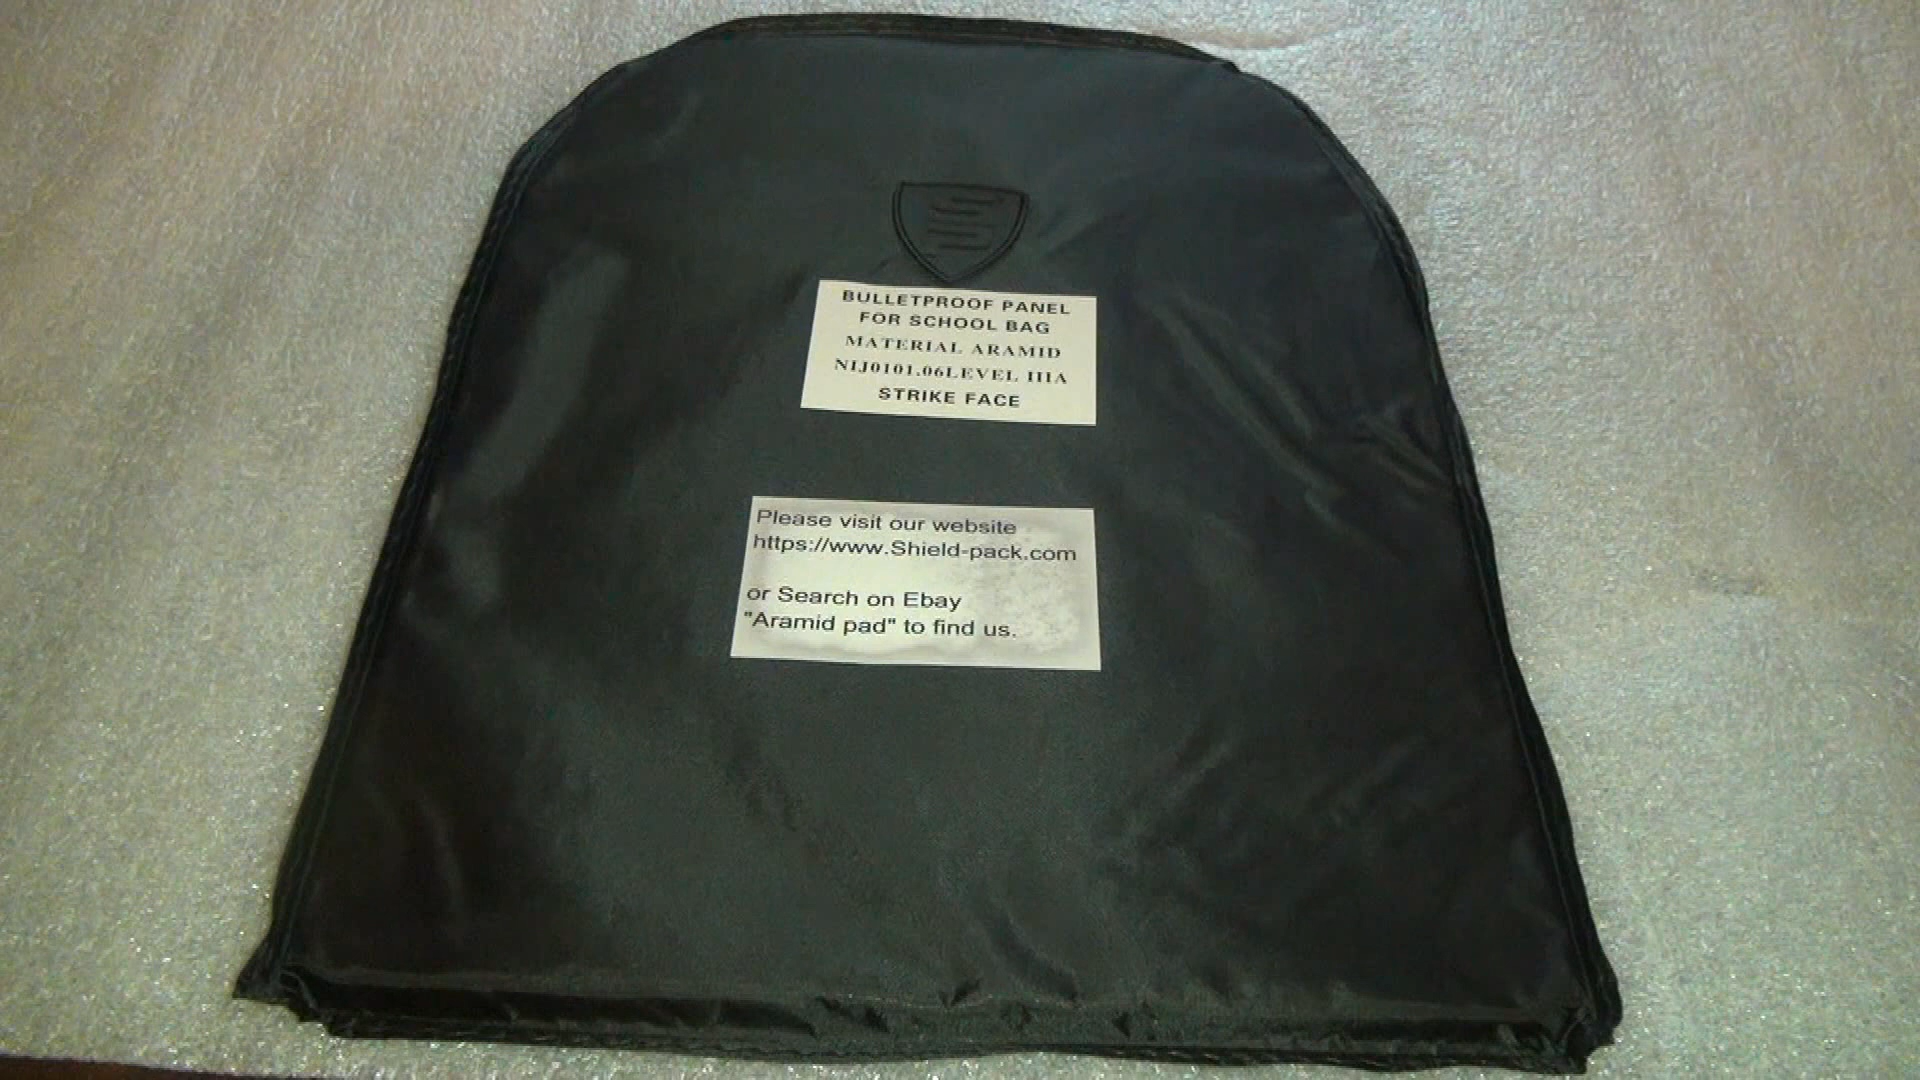 BULLETPROOF PANEL
FOR SCHOOL BAG
MATERIAL ARAMID
NIJ0101.06LEVEL IIIA
STRIKE FACE
Please visit our website
https://www.Shield-pack.com
or Search on Ebay
"Aramid pad" to find us.